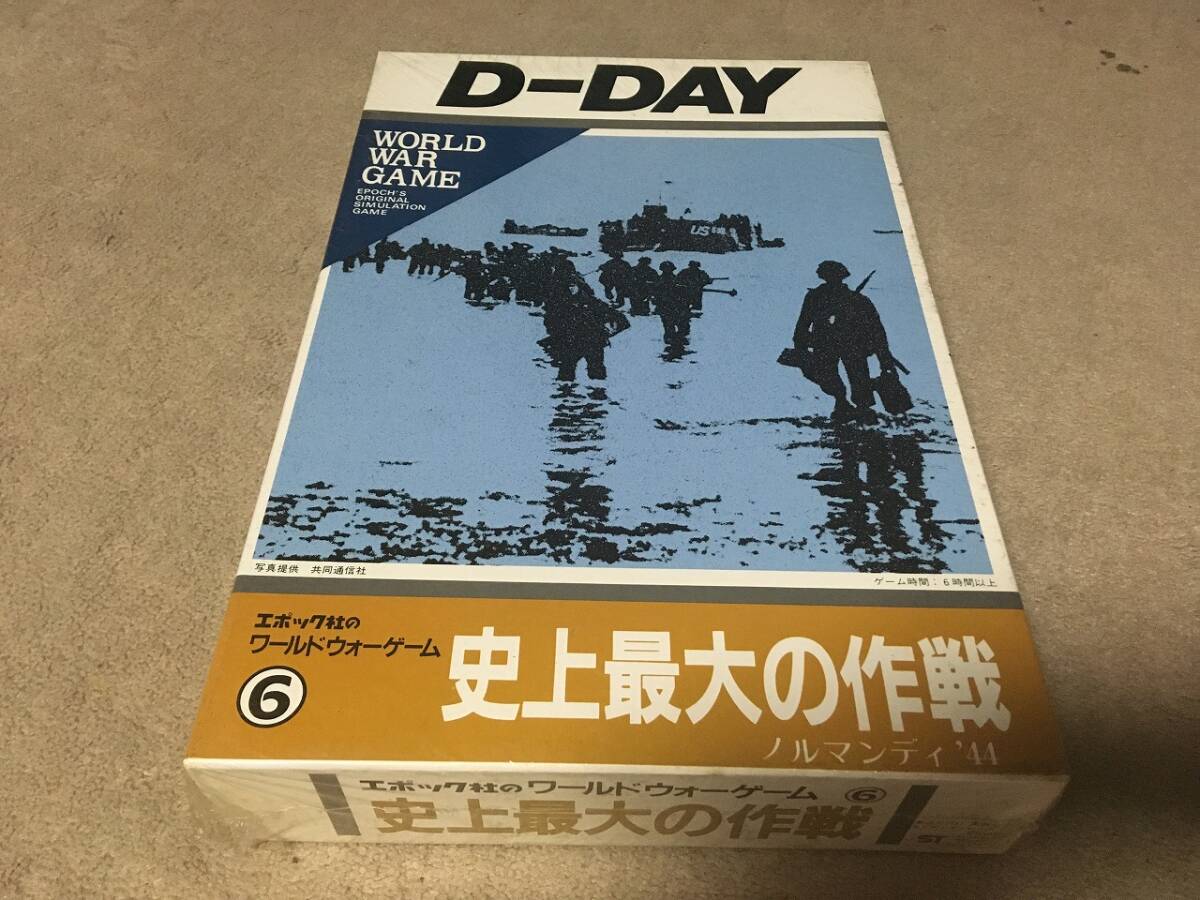 D-DAY
WORLD
WAR
GAME
EPOCH'S
ORIGINAL
SIMULATION
GAME
US
写真提供 共同通信社
ゲーム時間：6時間以上
エポック社の
ワールドウォーゲーム
⑥
史上最大の作戦
ノルマンディ'44
エポック社のワールドウォーゲーム ⑥
史上最大の作戦
ST